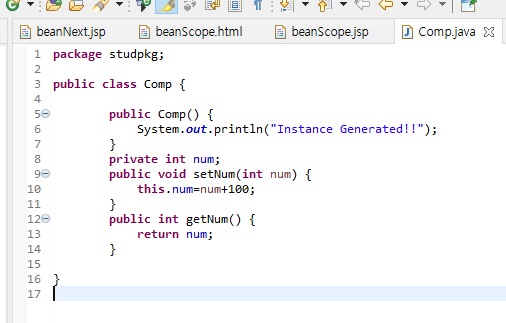 beanNext.jsp beanScope.html beanScope.jsp Comp.java
1 package studpkg;
2
3 public class Comp {
4
5 public Comp() {
6 System.out.println("Instance Generated!!");
7 }
8 private int num;
9 public void setNum(int num) {
10 this.num=num+100;
11 }
12 public int getNum() {
13 return num;
14 }
15
16 }
17